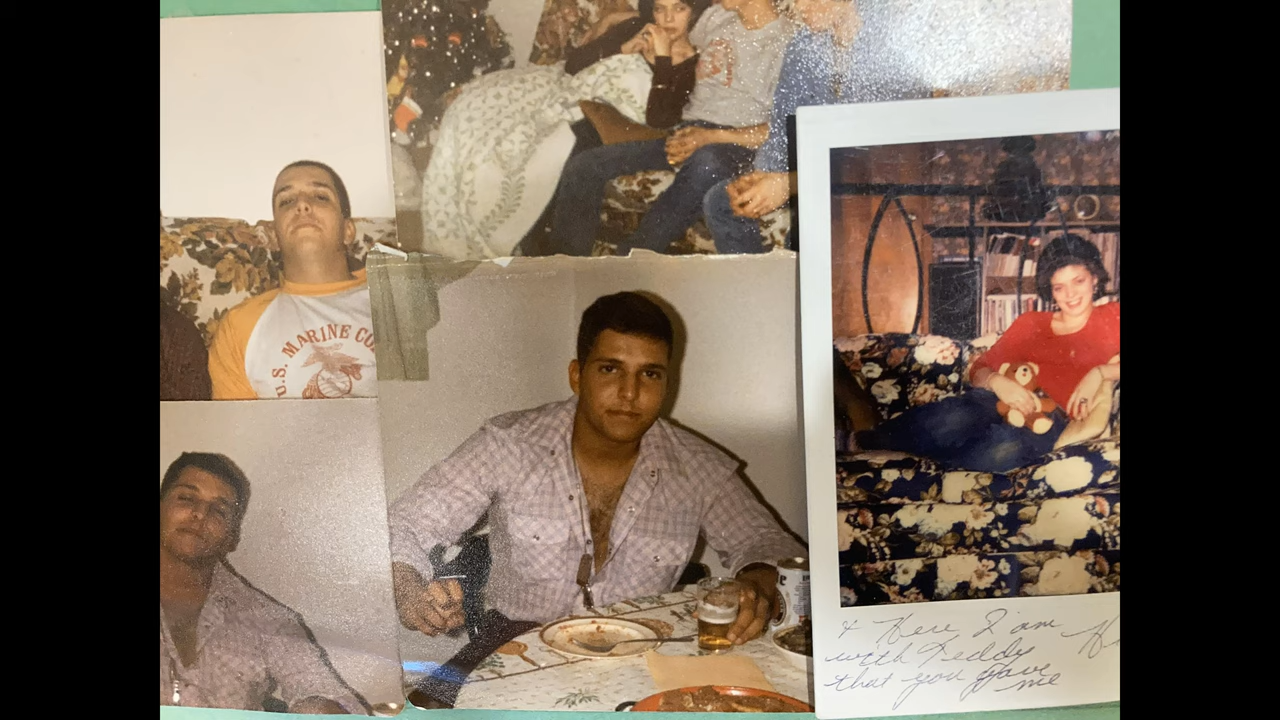 U.S. MARINE CO
& Here I am
with Teddy
that you gave
me